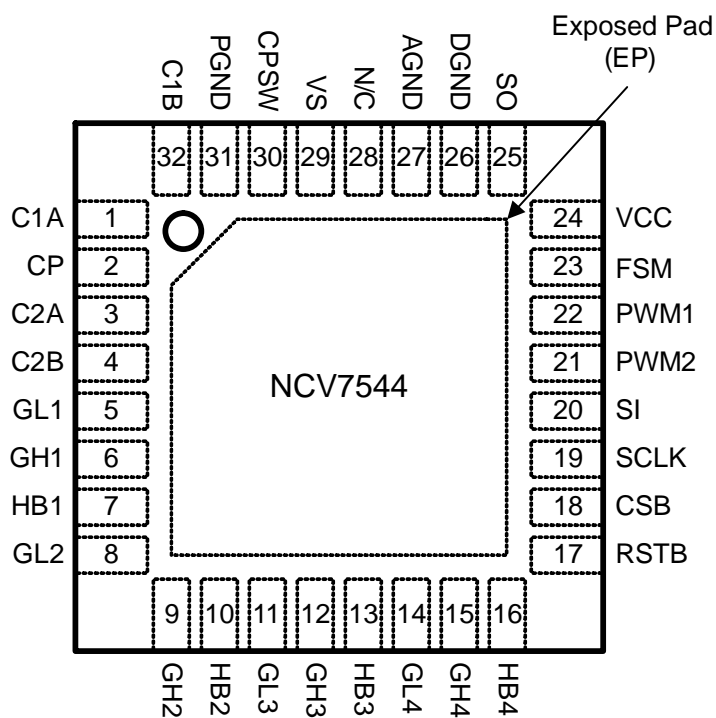 Exposed Pad
(EP)
C1B PGND CPSW VS N/C AGND DGND SO
32 31 30 29 28 27 26 25
C1A 1 24 VCC
CP 2 23 FSM
C2A 3 22 PWM1
C2B 4 21 PWM2
NCV7544
GL1 5 20 SI
GH1 6 19 SCLK
HB1 7 18 CSB
GL2 8 17 RSTB
9 10 11 12 13 14 15 16
GH2 HB2 GL3 GH3 HB3 GL4 GH4 HB4